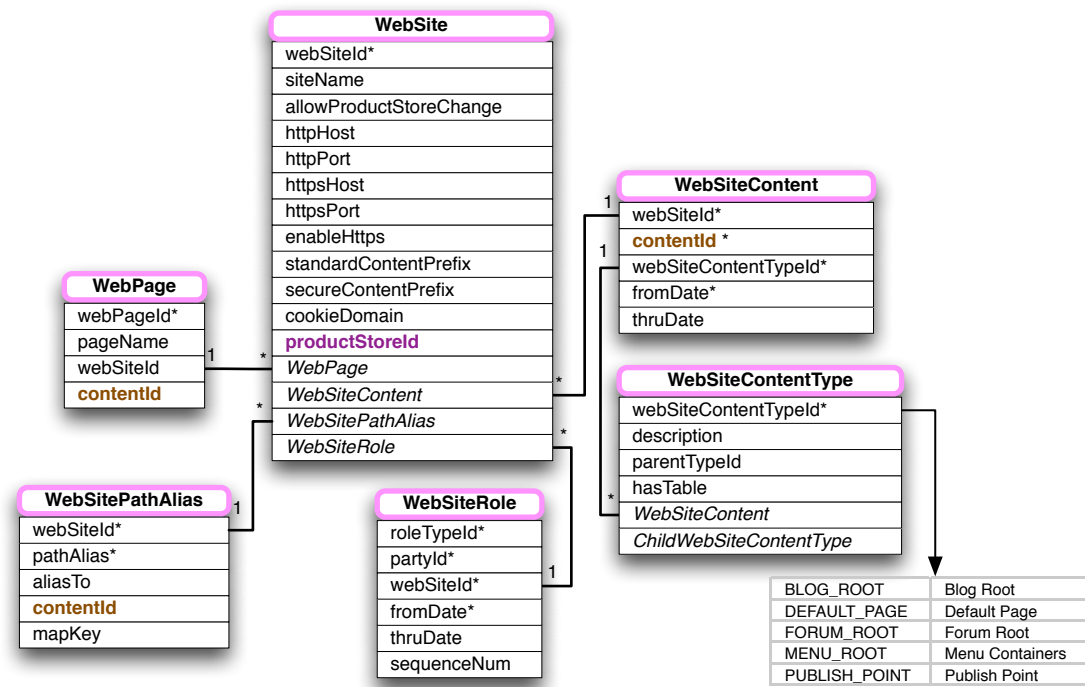 WebSite
webSiteId*
siteName
allowProductStoreChange
httpHost
httpPort
httpsHost
httpsPort
enableHttps
standardContentPrefix
secureContentPrefix
cookieDomain
productStoreId
WebPage
WebSiteContent
WebSitePathAlias
WebSiteRole
WebSiteContent
webSiteId*
contentId *
webSiteContentTypeId*
fromDate*
thruDate
1
1
WebPage
webPageId*
pageName
webSiteId
contentId
1
*
*
*
*
WebSiteContentType
webSiteContentTypeId*
description
parentTypeId
hasTable
WebSiteContent
ChildWebSiteContentType
*
WebSitePathAlias
webSiteId*
pathAlias*
aliasTo
contentId
mapKey
1
WebSiteRole
roleTypeId*
partyId*
webSiteId*
fromDate*
thruDate
sequenceNum
1
BLOG_ROOT Blog Root
DEFAULT_PAGE Default Page
FORUM_ROOT Forum Root
MENU_ROOT Menu Containers
PUBLISH_POINT Publish Point